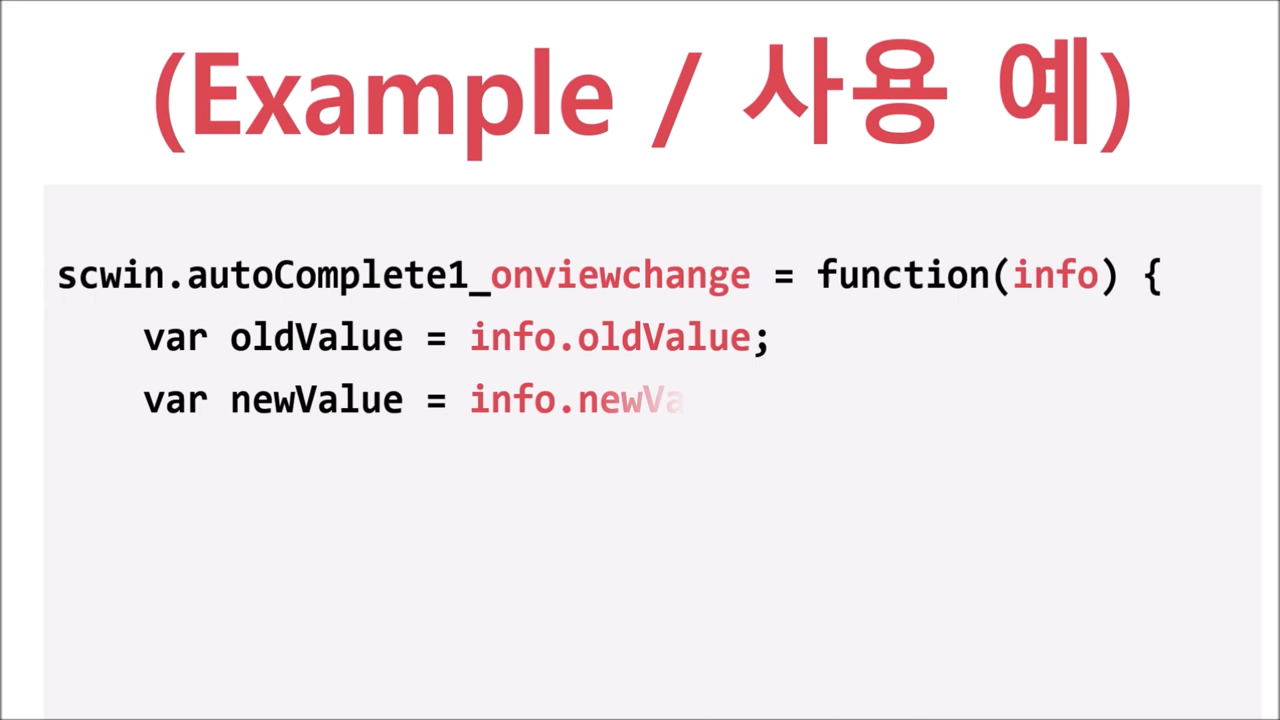 (Example / 사용 예)
scwin.autoComplete1_onviewchange = function(info) {
var oldValue = info.oldValue;
var newValue = info.newVa